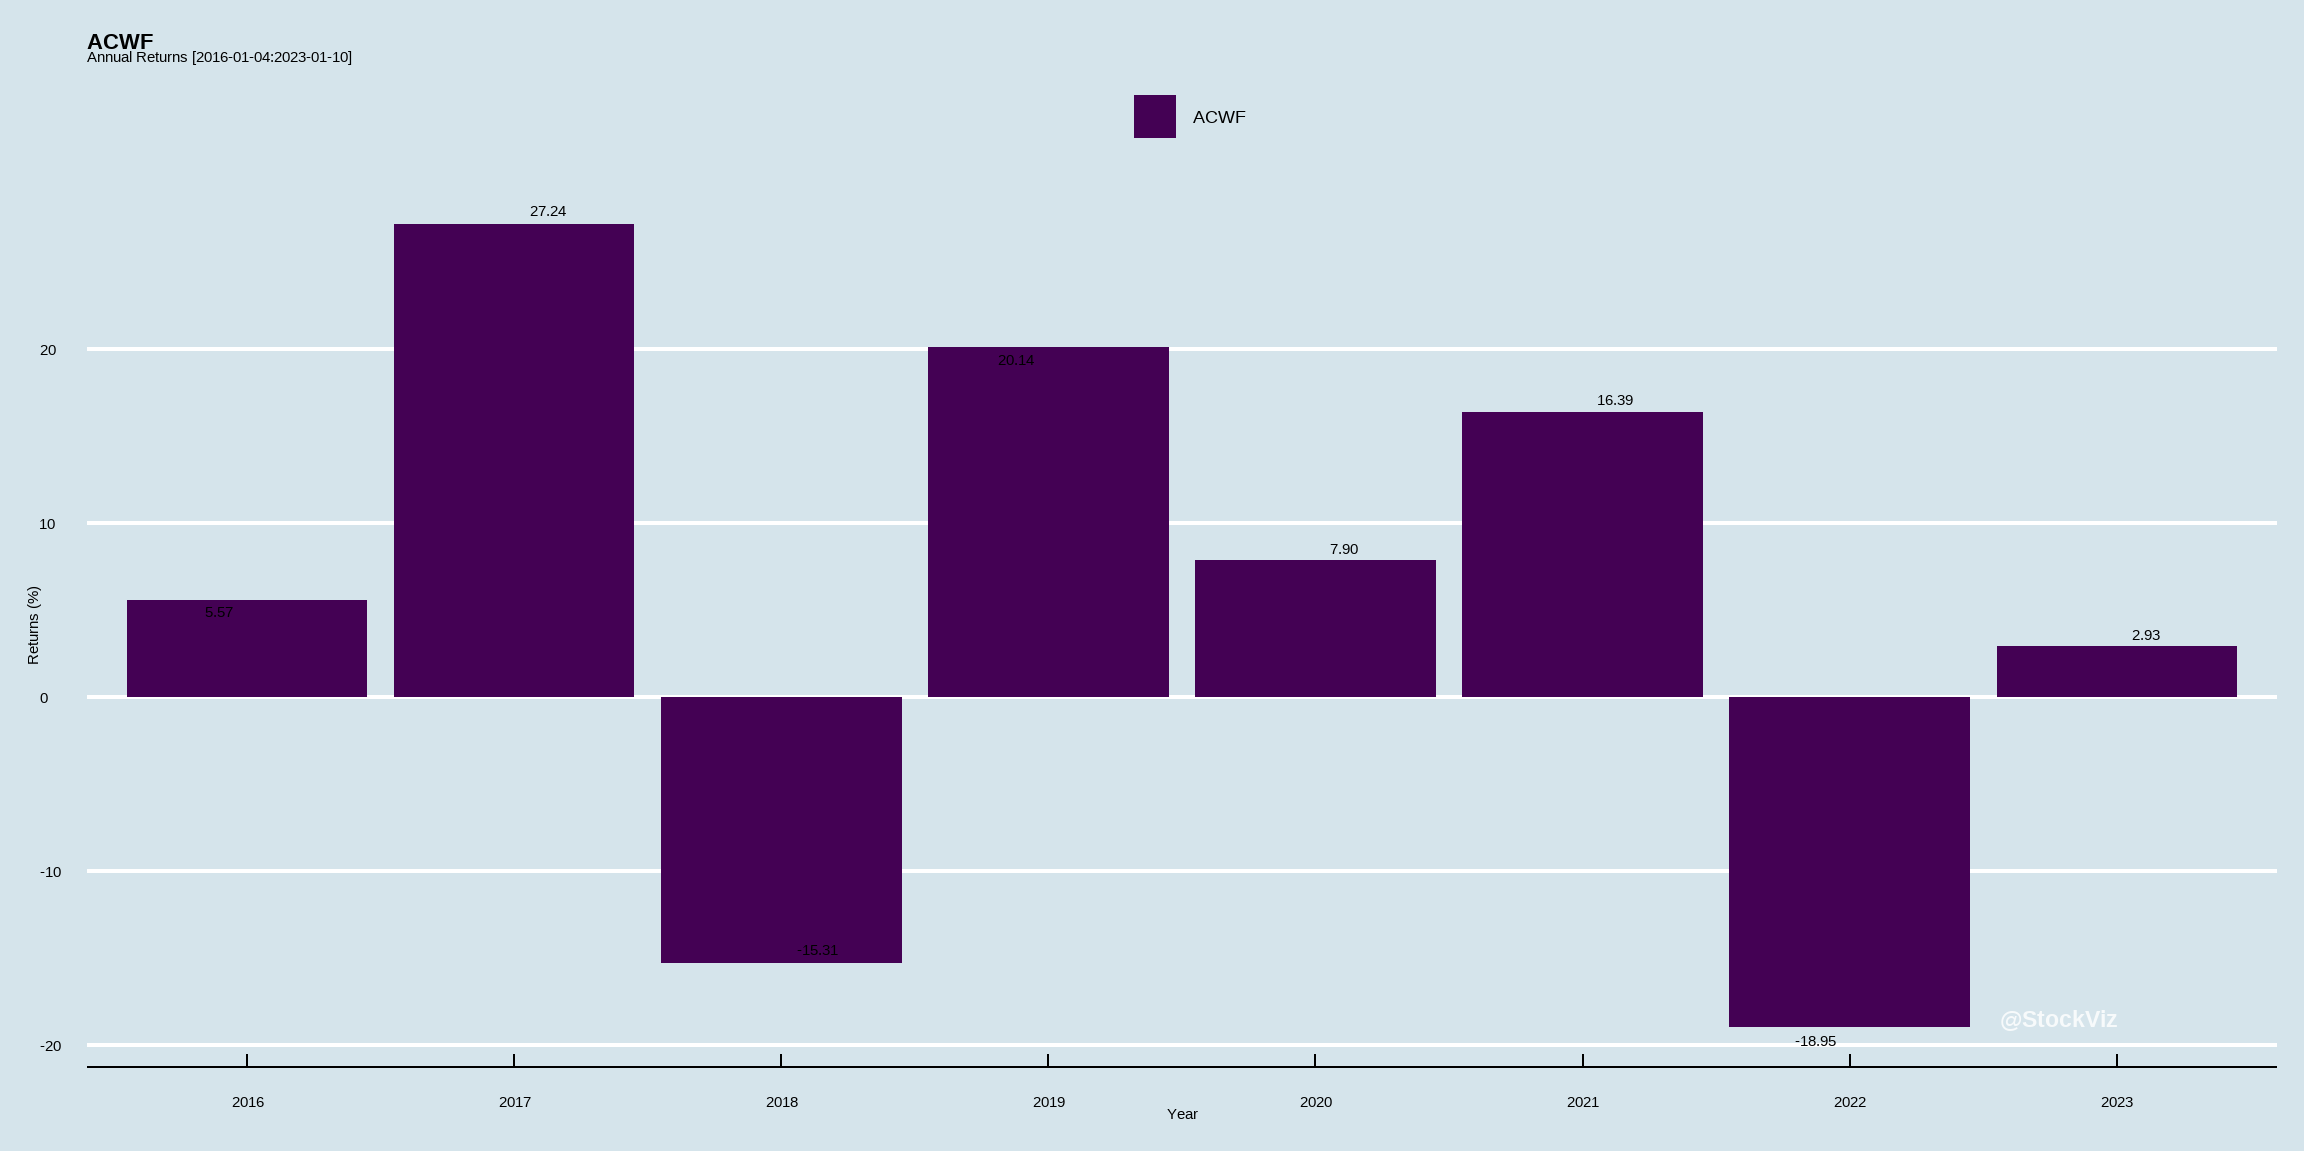 ACWF
Annual Returns [2016-01-04:2023-01-10]
ACWF
27.24
20
20.14
16.39
10
7.90
5.57
2.93
Returns (%)
0
-10
-15.31
@StockViz
-18.95
-20
2016 2017 2018 2019 2020 2021 2022 2023
Year